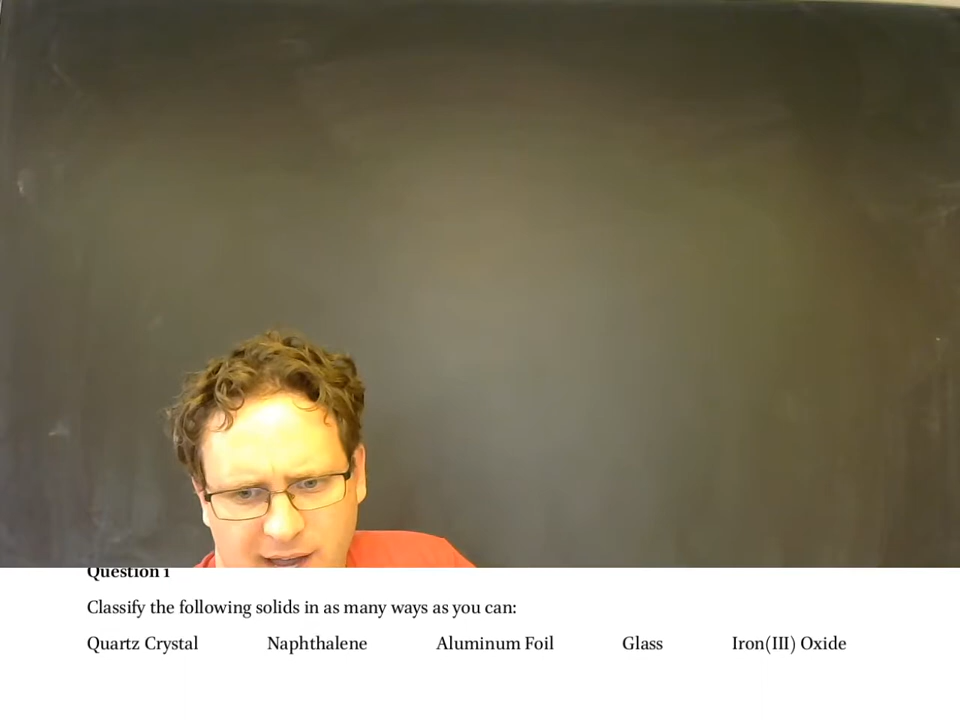 Question 1
Classify the following solids in as many ways as you can:
Quartz Crystal Naphthalene Aluminum Foil Glass Iron(III) Oxide